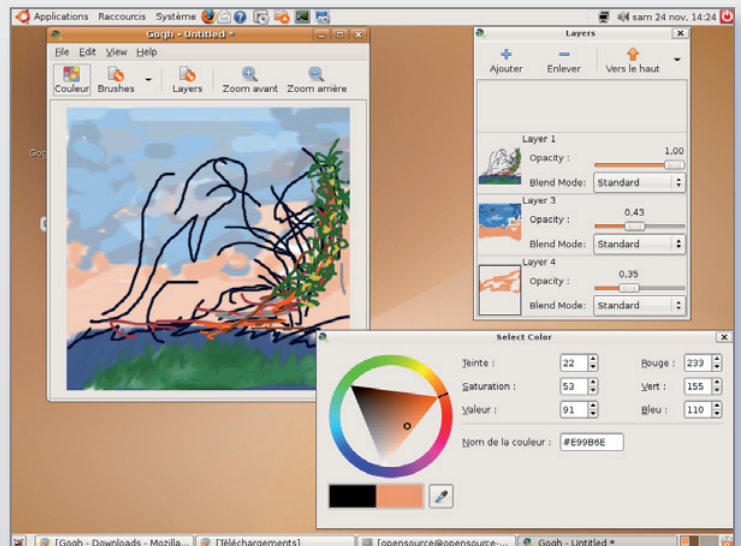 Applications Raccourcis Système
sam 24 nov, 14:24
Gogh - Untitled *
File Edit View Help
Couleur Brushes Layers Zoom avant Zoom arrière
Layers
Ajouter Enlever Vers le haut
Layer 1
Opacity : 1,00
Blend Mode: Standard
Layer 3
Opacity : 0,43
Blend Mode: Standard
Layer 4
Opacity : 0,35
Blend Mode: Standard
Select Color
Teinte : 22 Rouge : 233
Saturation : 53 Vert : 155
Valeur : 91 Bleu : 110
Nom de la couleur : #E99B6E
[Gogh - Downloads - Mozilla... [Téléchargements] [opensource@opensource-... Gogh - Untitled *